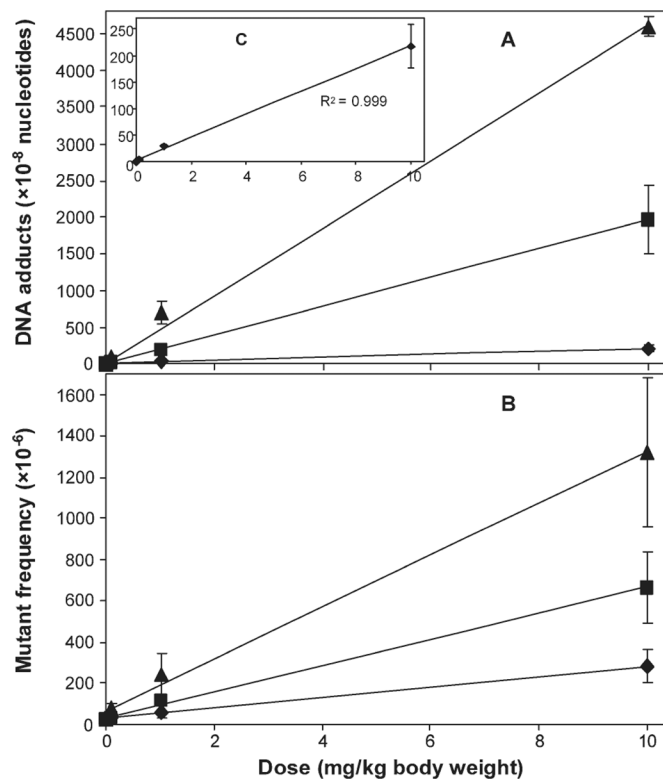 A
DNA adducts (×10⁻⁸ nucleotides)
4500
4000
3500
3000
2500
2000
1500
1000
500
0
C
250
200
150
100
50
0
R² = 0.999
0 2 4 6 8 10
B
Mutant frequency (×10⁻⁶)
1600
1400
1200
1000
800
600
400
200
0
0 2 4 6 8 10
Dose (mg/kg body weight)